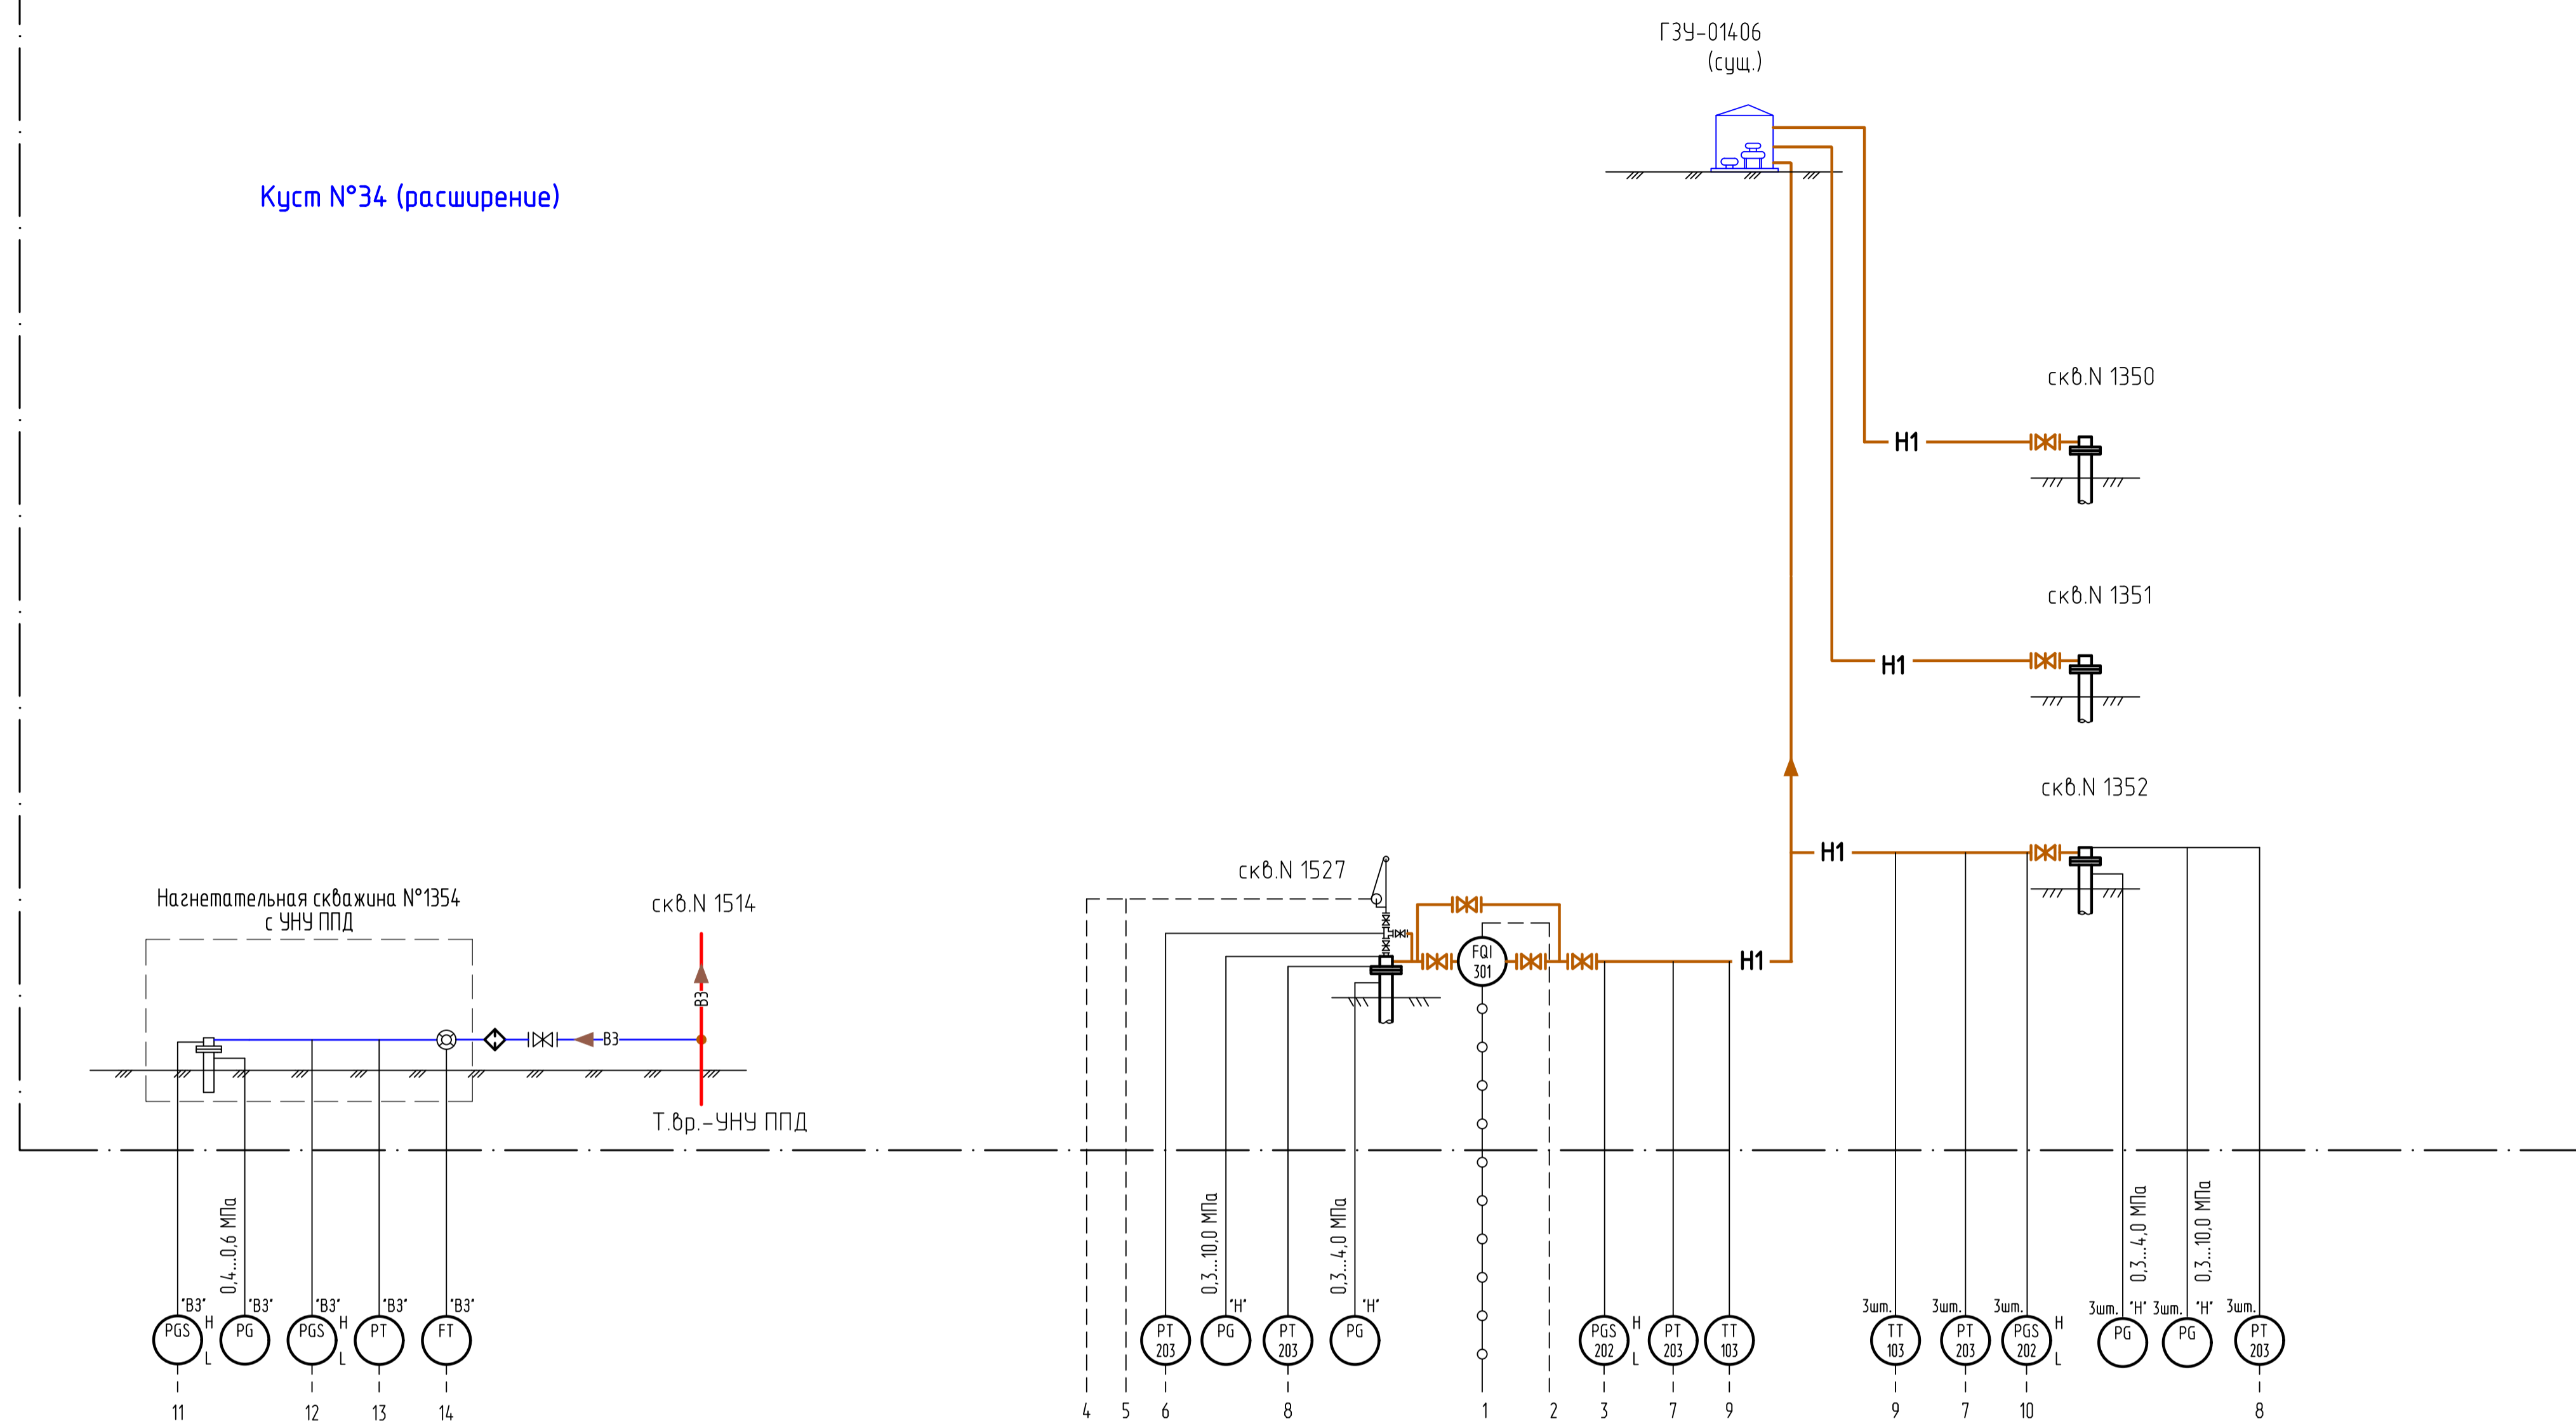 ГЗУ-01406
(сущ.)
Куст N°34 (расширение)
скв.N 1350
Н1
скв.N 1351
Н1
скв.N 1352
Н1
скв.N 1527
Нагнетательная скважина N°1354
с УНУ ППД
скв.N 1514
В3
В3
FQI
301
Н1
Т.вр.-УНУ ППД
0,4...0,6 МПа
0,3...10,0 МПа
0,3...4,0 МПа
0,3...4,0 МПа
0,3...10,0 МПа
"В3" "В3" "В3" "В3" "В3" "Н" "Н" 3шт. 3шт. 3шт. 3шт. "Н" 3шт. "Н" 3шт.
PGS H L
PG
PGS H L
PT
FT
PT
203
PG
PT
203
PG
PGS H
202 L
PT
203
TT
103
TT
103
PT
203
PGS H
202 L
PG
PG
PT
203
11 12 13 14 4 5 6 8 1 2 3 7 9 9 7 10 8